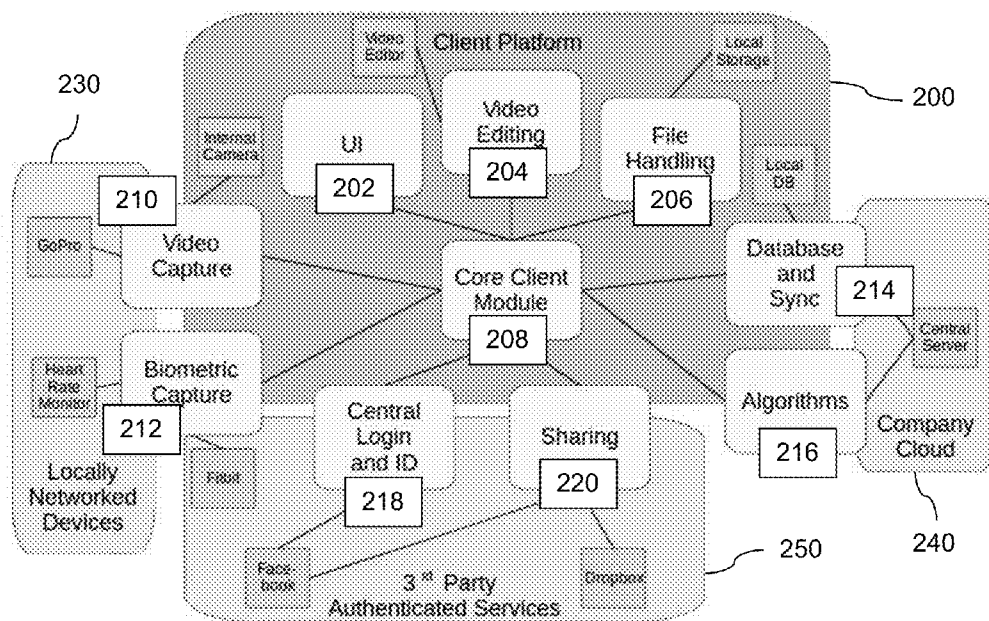 Video
Editor
Client Platform
Local
Storage
230
200
Internal
Camera
UI
202
Video
Editing
204
File
Handling
206
Local
DB
210
GoPro
Video
Capture
Core Client
Module
208
Database
and
Sync
214
Central
Server
Heart
Rate
Monitor
Biometric
Capture
212
Central
Login
and ID
218
Sharing
220
Algorithms
216
Company
Cloud
Locally
Networked
Devices
Fitbit
240
250
Face-
book
3 rd Party
Authenticated Services
Dropbox